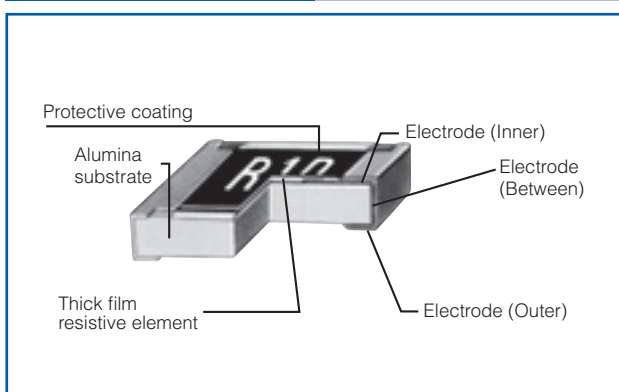 Protective coating
Alumina
substrate
R10
Electrode (Inner)
Electrode
(Between)
Thick film
resistive element
Electrode (Outer)